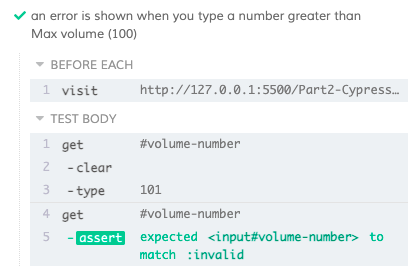 an error is shown when you type a number greater than
Max volume (100)
BEFORE EACH
1 visit http://127.0.0.1:5500/Part2-Cypress…
TEST BODY
1 get #volume-number
2 -clear
3 -type 101
4 get #volume-number
5 -assert expected <input#volume-number> to
match :invalid